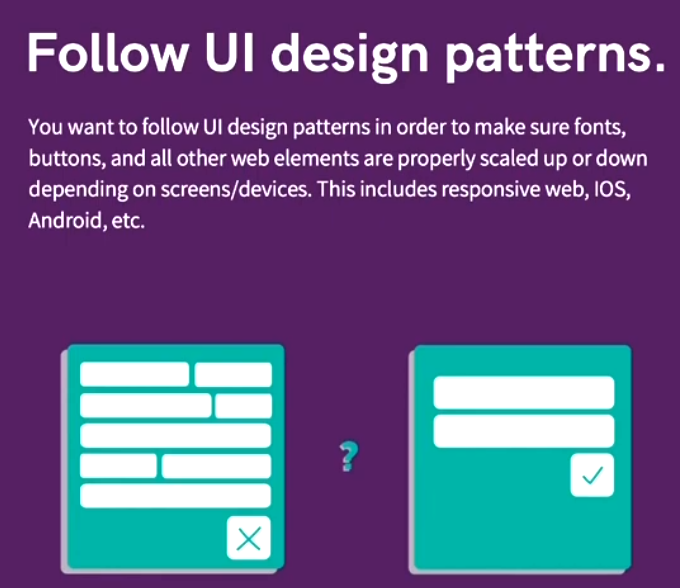 Follow UI design patterns.
You want to follow UI design patterns in order to make sure fonts,
buttons, and all other web elements are properly scaled up or down
depending on screens/devices. This includes responsive web, IOS,
Android, etc.
?